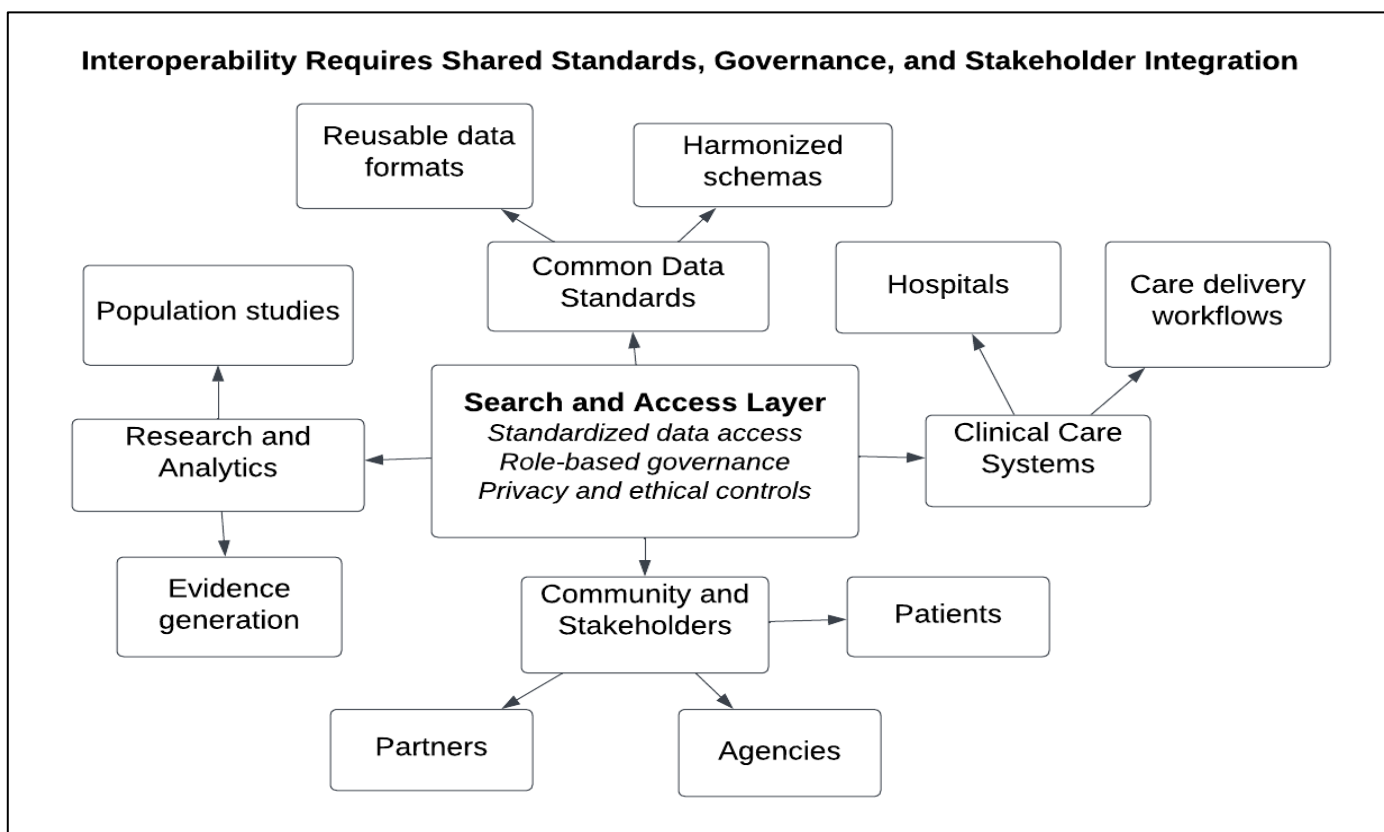 Interoperability Requires Shared Standards, Governance, and Stakeholder Integration
Reusable data
formats
Harmonized
schemas
Common Data
Standards
Hospitals
Care delivery
workflows
Population studies
Search and Access Layer
Standardized data access
Role-based governance
Privacy and ethical controls
Research and
Analytics
Clinical Care
Systems
Evidence
generation
Community and
Stakeholders
Patients
Partners
Agencies